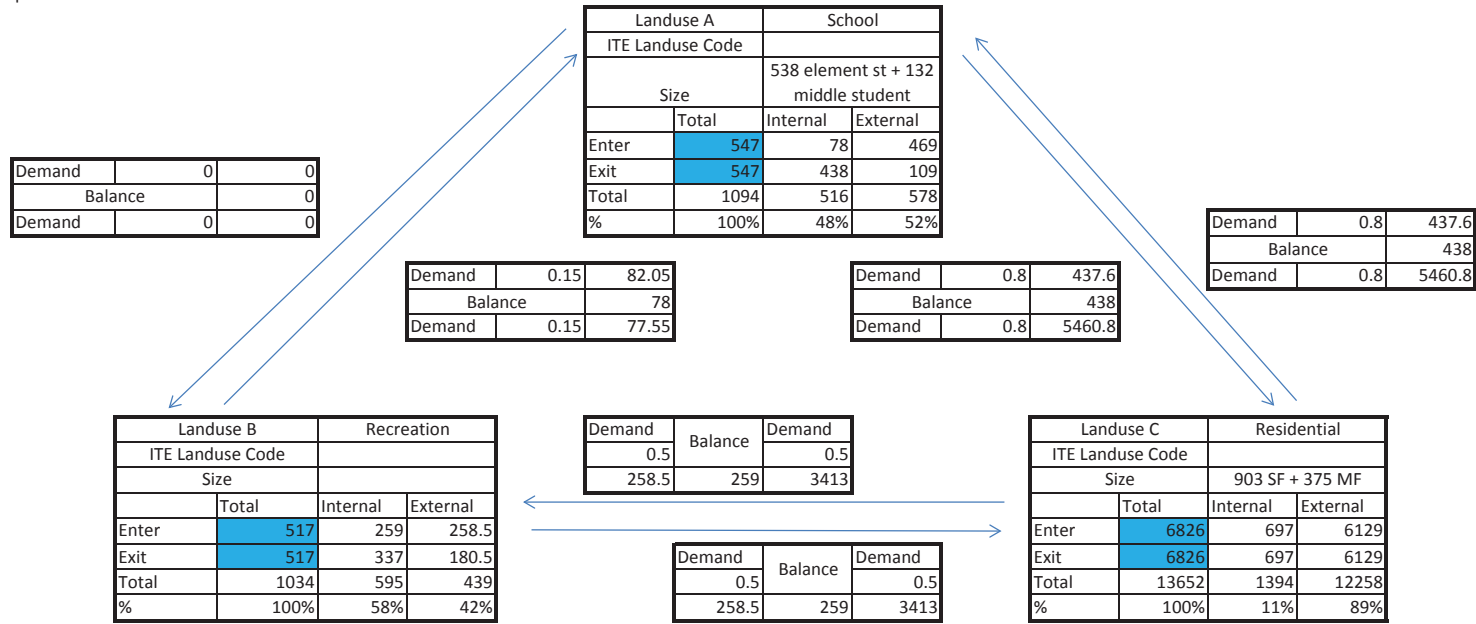 Landuse A School
ITE Landuse Code
Size 538 element st + 132 middle student
Total Internal External
Enter 547 78 469
Exit 547 438 109
Total 1094 516 578
% 100% 48% 52%
Demand 0 0
Balance 0
Demand 0 0
Demand 0.8 437.6
Balance 438
Demand 0.8 5460.8
Demand 0.15 82.05
Balance 78
Demand 0.15 77.55
Demand 0.8 437.6
Balance 438
Demand 0.8 5460.8
Landuse B Recreation
ITE Landuse Code
Size
Total Internal External
Enter 517 259 258.5
Exit 517 337 180.5
Total 1034 595 439
% 100% 58% 42%
Demand Balance Demand
0.5 0.5
258.5 259 3413
Demand Balance Demand
0.5 0.5
258.5 259 3413
Landuse C Residential
ITE Landuse Code
Size 903 SF + 375 MF
Total Internal External
Enter 6826 697 6129
Exit 6826 697 6129
Total 13652 1394 12258
% 100% 11% 89%